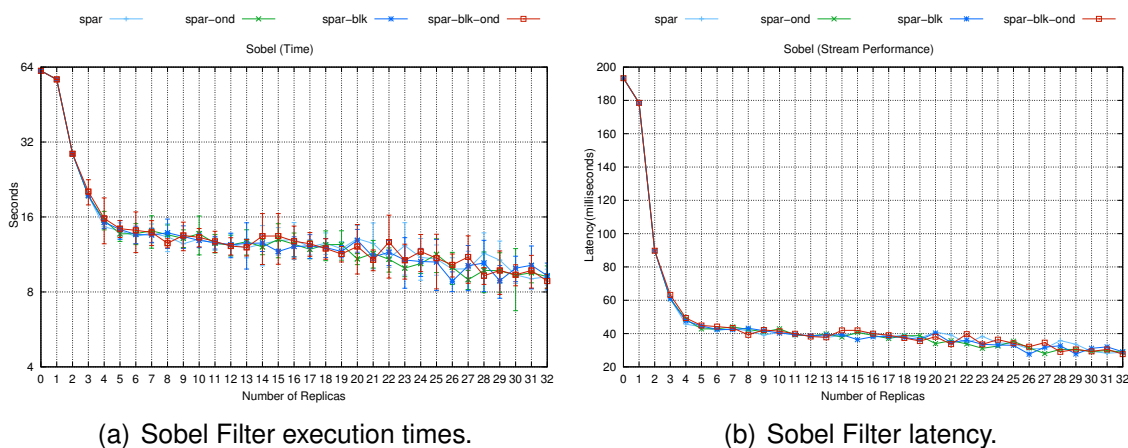 spar spar-ond spar-blk spar-blk-ond
Sobel (Time)
64
32
16
8
4
Seconds
0 1 2 3 4 5 6 7 8 9 10 11 12 13 14 15 16 17 18 19 20 21 22 23 24 25 26 27 28 29 30 31 32
Number of Replicas
(a) Sobel Filter execution times.
spar spar-ond spar-blk spar-blk-ond
Sobel (Stream Performance)
200
180
160
140
120
100
80
60
40
20
Latency(milliseconds)
0 1 2 3 4 5 6 7 8 9 10 11 12 13 14 15 16 17 18 19 20 21 22 23 24 25 26 27 28 29 30 31 32
Number of Replicas
(b) Sobel Filter latency.